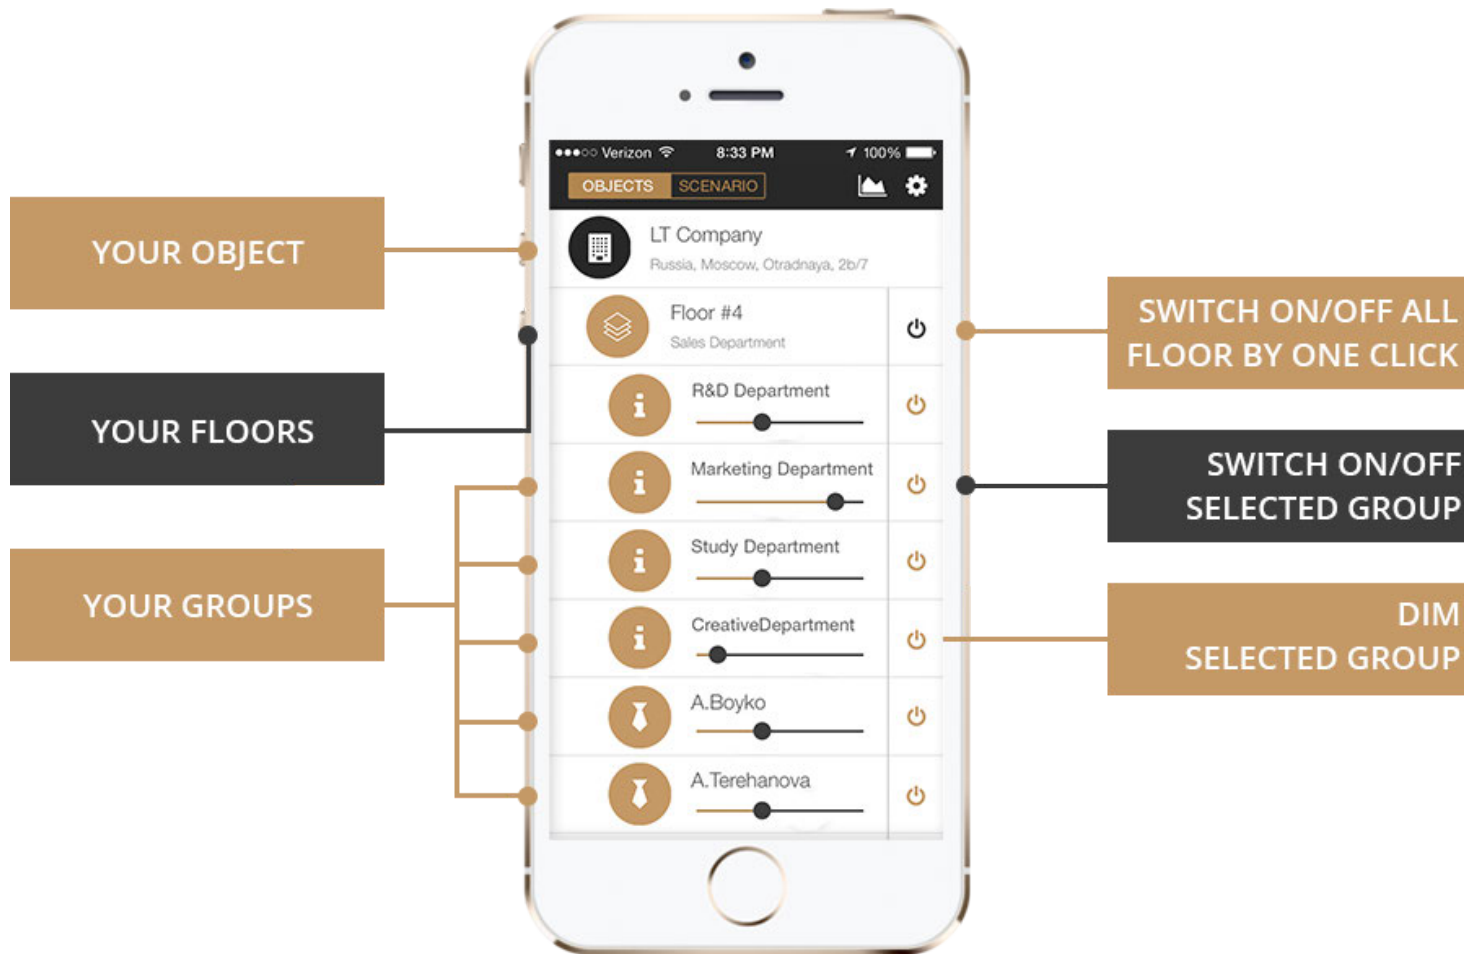 Verizon
8:33 PM
100%
OBJECTS
SCENARIO
YOUR OBJECT
LT Company
Russia, Moscow, Otradnaya, 2b/7
Floor #4
Sales Department
SWITCH ON/OFF ALL
FLOOR BY ONE CLICK
YOUR FLOORS
R&D Department
Marketing Department
SWITCH ON/OFF
SELECTED GROUP
Study Department
YOUR GROUPS
CreativeDepartment
DIM
SELECTED GROUP
A.Boyko
A.Terehanova